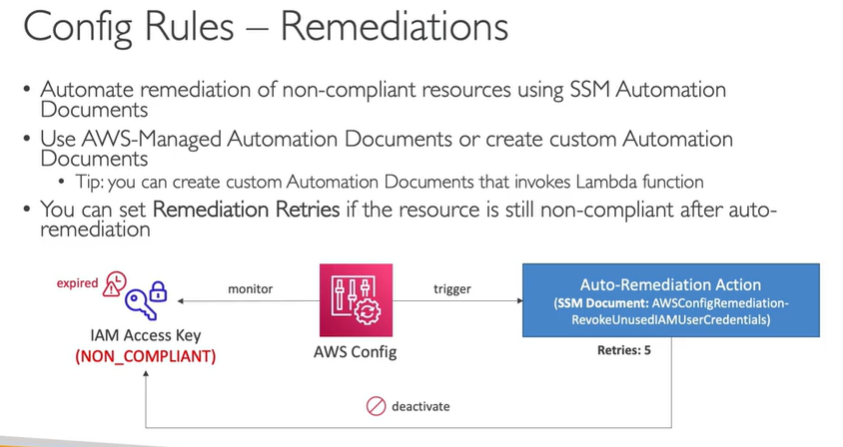 Config Rules – Remediations
• Automate remediation of non-compliant resources using SSM Automation
Documents
• Use AWS-Managed Automation Documents or create custom Automation
Documents
• Tip: you can create custom Automation Documents that invokes Lambda function
• You can set Remediation Retries if the resource is still non-compliant after auto-
remediation
expired
monitor
trigger
Auto-Remediation Action
(SSM Document: AWSConfigRemediation-
RevokeUnusedIAMUserCredentials)
IAM Access Key
(NON_COMPLIANT)
AWS Config
Retries: 5
deactivate